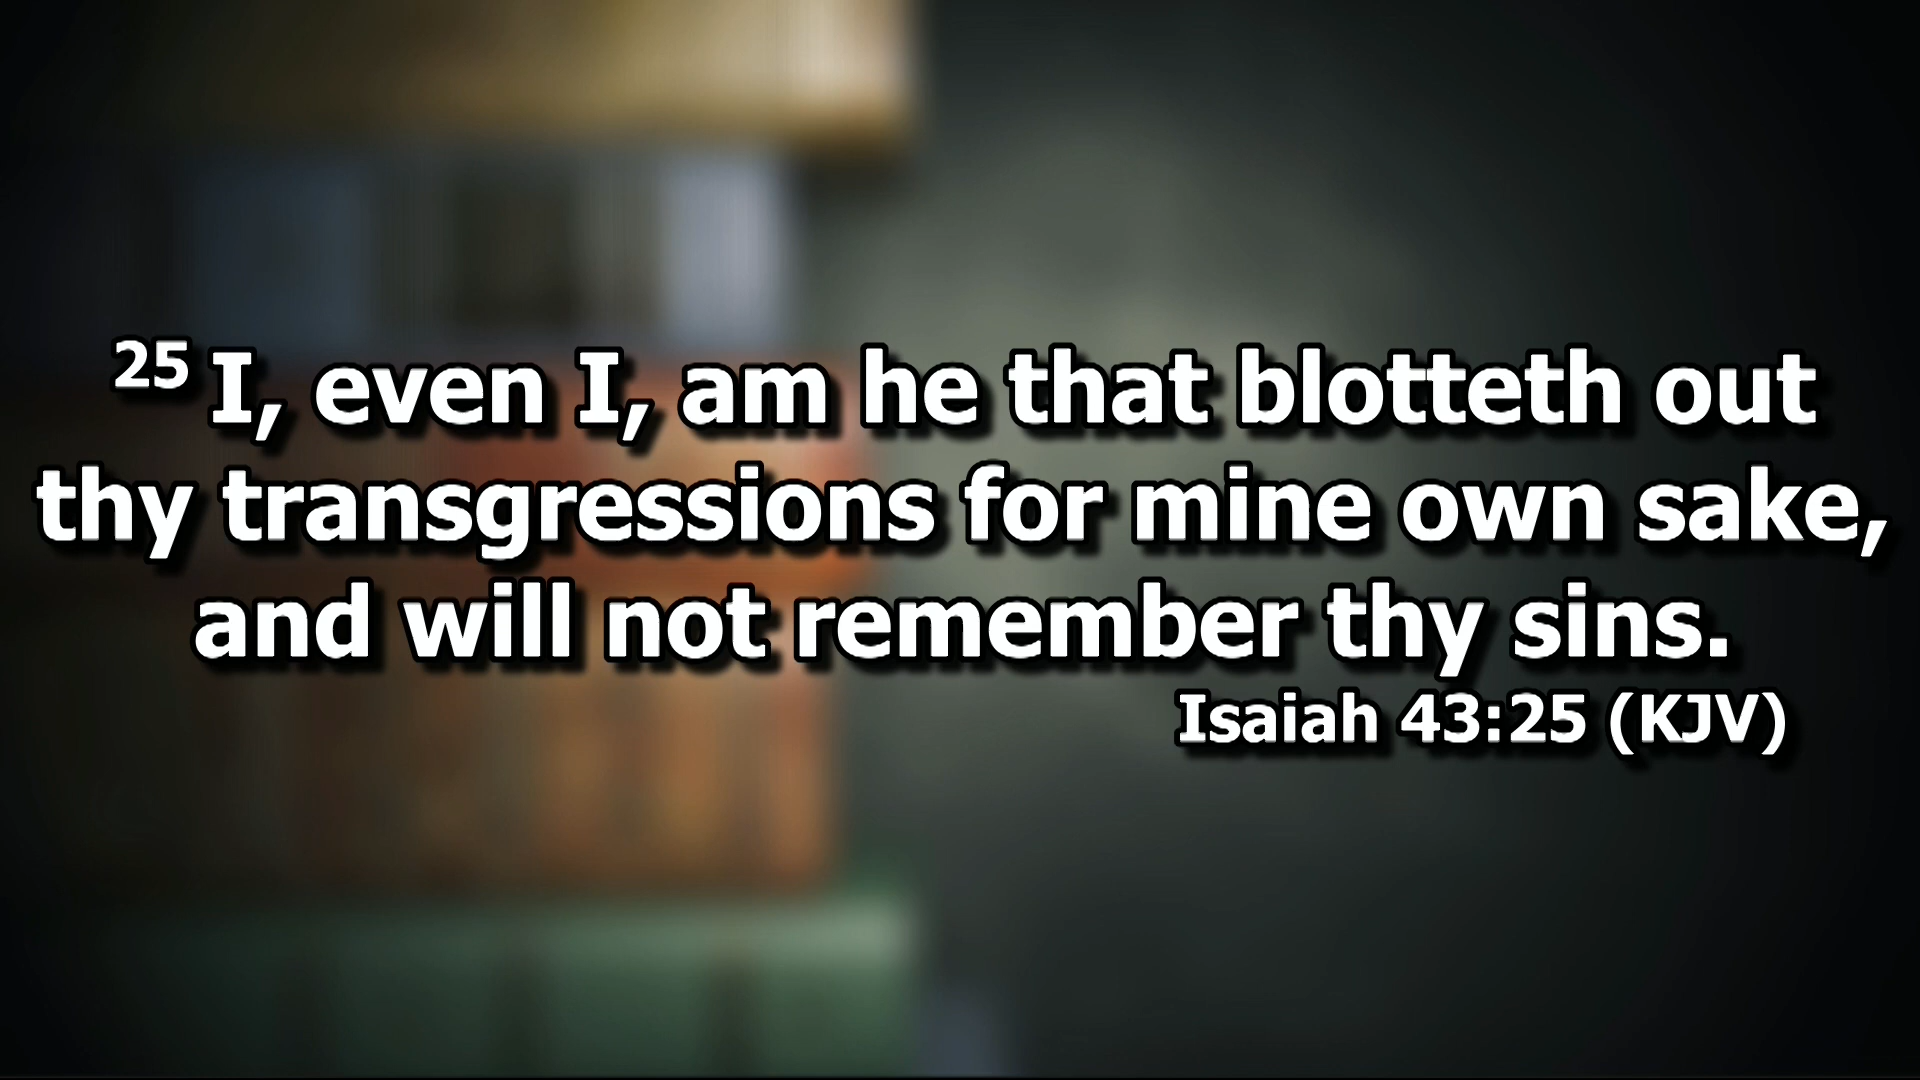 25 I, even I, am he that blotteth out
thy transgressions for mine own sake,
and will not remember thy sins.
Isaiah 43:25 (KJV)